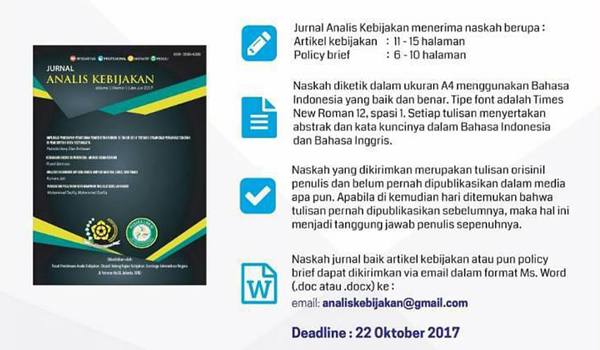 JURNAL
ANALIS KEBIJAKAN
Jurnal Analis Kebijakan menerima naskah berupa :
Artikel kebijakan : 11 - 15 halaman
Policy brief : 6 - 10 halaman
Naskah diketik dalam ukuran A4 menggunakan Bahasa
Indonesia yang baik dan benar. Tipe font adalah Times
New Roman 12, spasi 1. Setiap tulisan menyertakan
abstrak dan kata kuncinya dalam Bahasa Indonesia
dan Bahasa Inggris.
Naskah yang dikirimkan merupakan tulisan orisinil
penulis dan belum pernah dipublikasikan dalam media
apa pun. Apabila di kemudian hari ditemukan bahwa
tulisan pernah dipublikasikan sebelumnya, maka hal ini
menjadi tanggung jawab penulis sepenuhnya.
W
Naskah jurnal baik artikel kebijakan atau pun policy
brief dapat dikirimkan via email dalam format Ms. Word
(.doc atau .docx) ke :
email: analiskebijakan@gmail.com
Deadline : 22 Oktober 2017